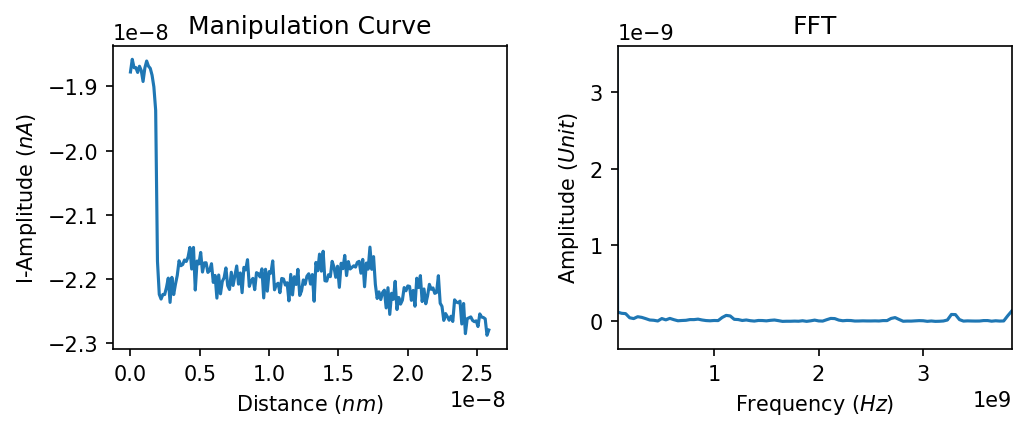 Manipulation Curve
1e−8
−1.9
−2.0
−2.1
−2.2
−2.3
I-Amplitude (nA)
0.0 0.5 1.0 1.5 2.0 2.5
1e−8
Distance (nm)
FFT
1e−9
3
2
1
0
Amplitude (Unit)
1 2 3
1e9
Frequency (Hz)